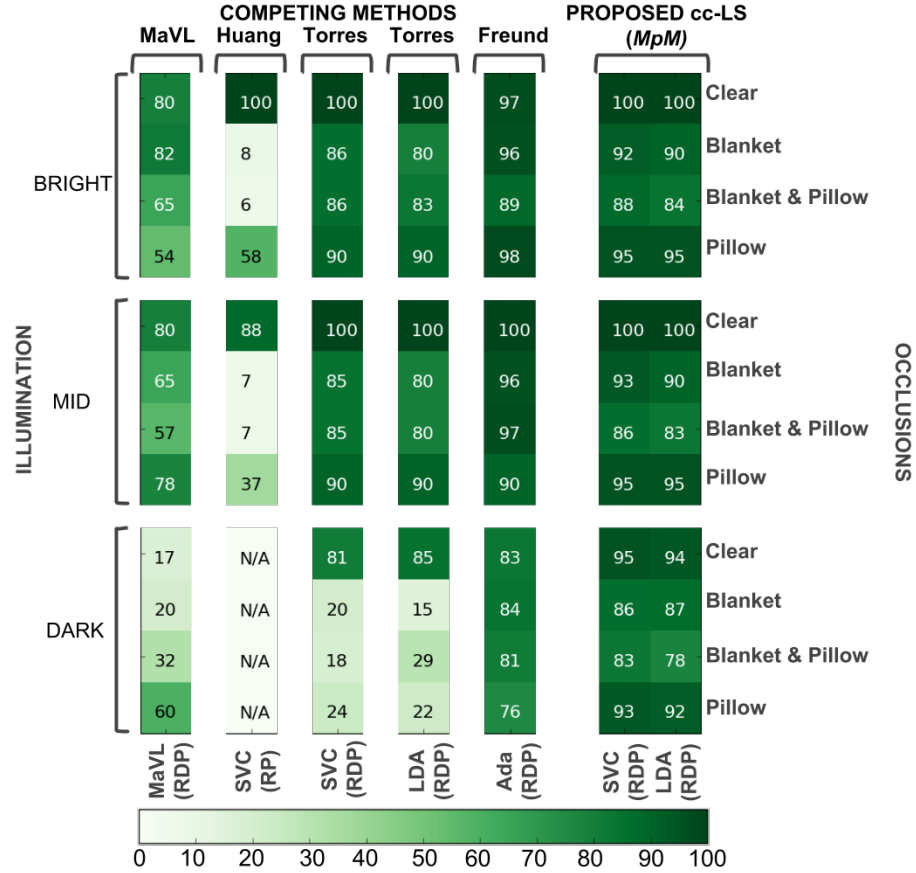 COMPETING METHODS
PROPOSED cc-LS
MaVL Huang Torres Torres Freund (MpM)
BRIGHT
80 100 100 100 97 100 100 Clear
82 8 86 80 96 92 90 Blanket
65 6 86 83 89 88 84 Blanket & Pillow
54 58 90 90 98 95 95 Pillow
ILLUMINATION
MID
OCCLUSIONS
80 88 100 100 100 100 100 Clear
65 7 85 80 96 93 90 Blanket
57 7 85 80 97 86 83 Blanket & Pillow
78 37 90 90 90 95 95 Pillow
DARK
17 N/A 81 85 83 95 94 Clear
20 N/A 20 15 84 86 87 Blanket
32 N/A 18 29 81 83 78 Blanket & Pillow
60 N/A 24 22 76 93 92 Pillow
MaVL
(RDP)
SVC
(RP)
SVC
(RDP)
LDA
(RDP)
Ada
(RDP)
SVC
(RDP)
LDA
(RDP)
0 10 20 30 40 50 60 70 80 90 100